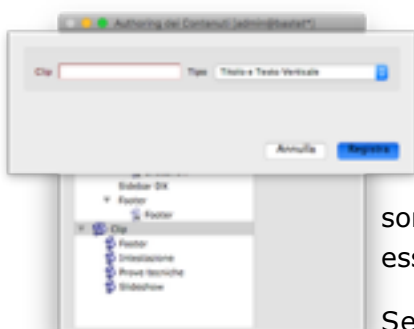 Authoring dei Contenuti [admin@bastet*]
Clip Tipo Titolo e Testo Verticale
Annulla Registra
Sidebar DX
Footer
Footer
Clip
Footer
Intestazione
Prove tecniche
Slideshow
sor
ess
Se